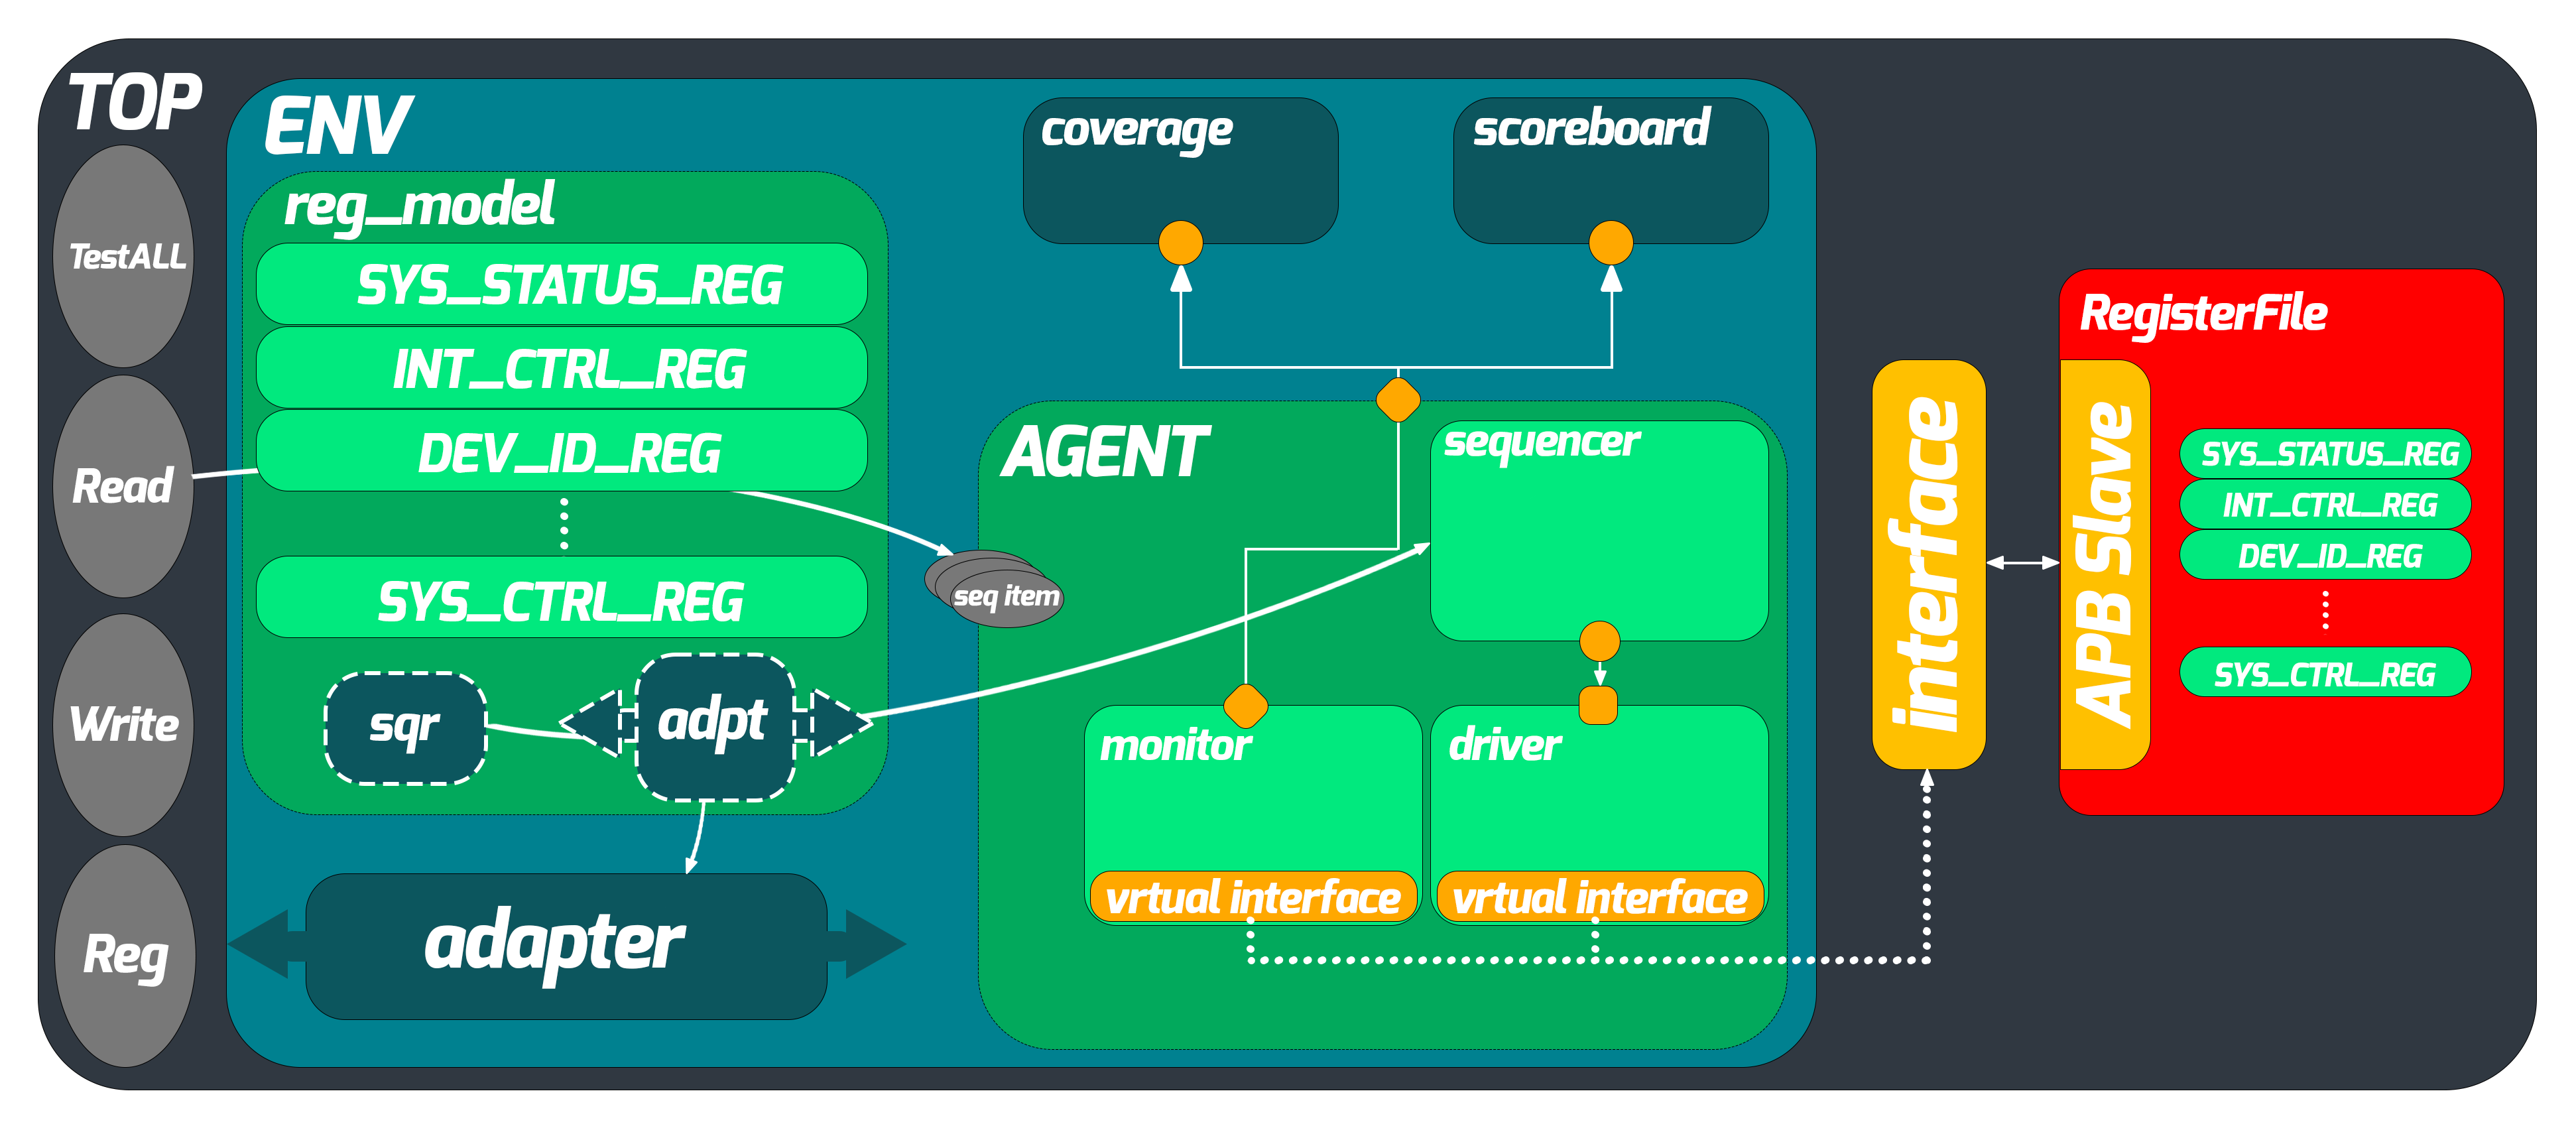 TOP
TestALL
Read
Write
Reg
ENV
reg_model
SYS_STATUS_REG
INT_CTRL_REG
DEV_ID_REG
SYS_CTRL_REG
sqr
adpt
adapter
seq item
coverage
scoreboard
AGENT
sequencer
monitor
driver
vrtual interface
vrtual interface
interface
RegisterFile
APB Slave
SYS_STATUS_REG
INT_CTRL_REG
DEV_ID_REG
SYS_CTRL_REG